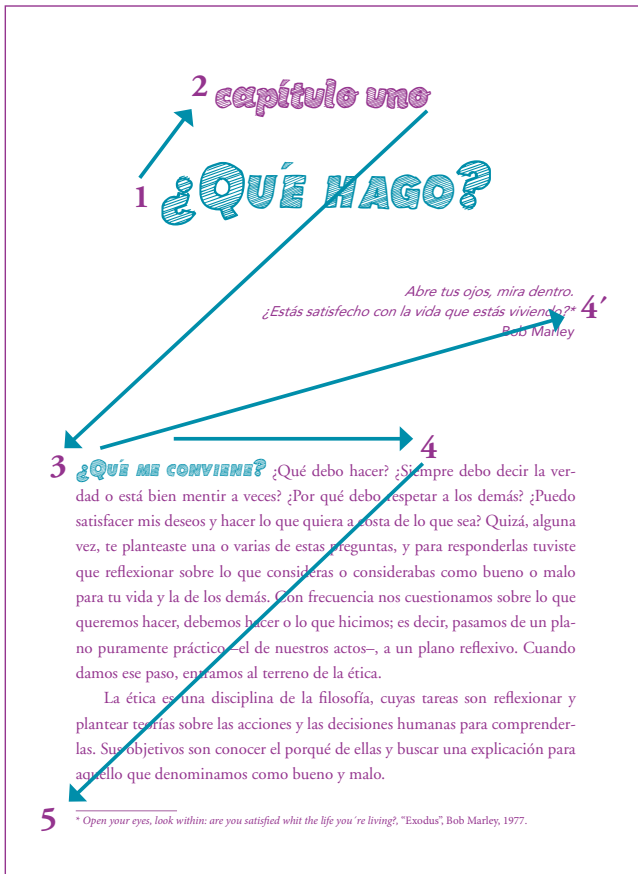 2 capítulo uno
1 ¿QUÉ HAGO?
Abre tus ojos, mira dentro.
¿Estás satisfecho con la vida que estás viviendo?* 4′
Bob Marley
3 ¿QUÉ ME CONVIENE? ¿Qué debo hacer? ¿Siempre debo decir la ver-
4
dad o está bien mentir a veces? ¿Por qué debo respetar a los demás? ¿Puedo
satisfacer mis deseos y hacer lo que quiera a costa de lo que sea? Quizá, alguna
vez, te planteaste una o varias de estas preguntas, y para responderlas tuviste
que reflexionar sobre lo que consideras o considerabas como bueno o malo
para tu vida y la de los demás. Con frecuencia nos cuestionamos sobre lo que
queremos hacer, debemos hacer o lo que hicimos; es decir, pasamos de un pla-
no puramente práctico –el de nuestros actos–, a un plano reflexivo. Cuando
damos ese paso, entramos al terreno de la ética.
La ética es una disciplina de la filosofía, cuyas tareas son reflexionar y
plantear teorías sobre las acciones y las decisiones humanas para comprender-
las. Sus objetivos son conocer el porqué de ellas y buscar una explicación para
aquello que denominamos como bueno y malo.
5 * Open your eyes, look within: are you satisfied whit the life you´re living?, "Exodus", Bob Marley, 1977.